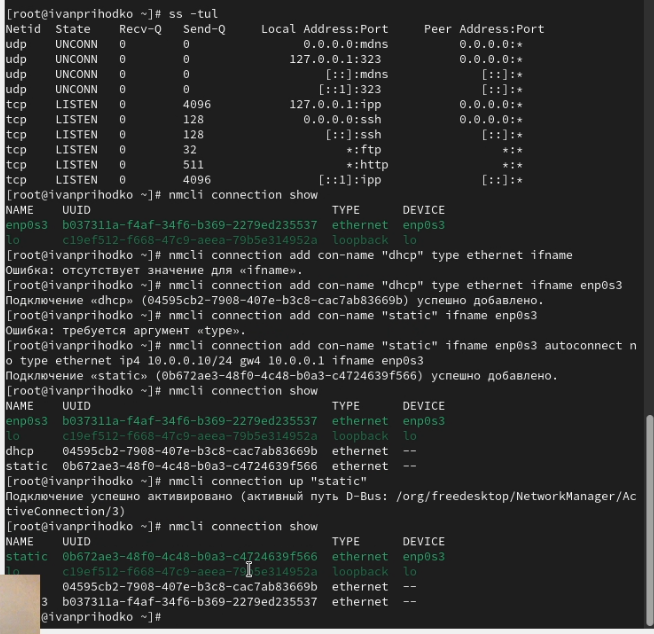 [root@ivanprihodko ~]# ss -tul
Netid State Recv-Q Send-Q Local Address:Port Peer Address:Port
udp UNCONN 0 0 0.0.0.0:mdns 0.0.0.0:*
udp UNCONN 0 0 127.0.0.1:323 0.0.0.0:*
udp UNCONN 0 0 [::]:mdns [::]:*
udp UNCONN 0 0 [::1]:323 [::]:*
tcp LISTEN 0 4096 127.0.0.1:ipp 0.0.0.0:*
tcp LISTEN 0 128 0.0.0.0:ssh 0.0.0.0:*
tcp LISTEN 0 128 [::]:ssh [::]:*
tcp LISTEN 0 32 *:ftp *:*
tcp LISTEN 0 511 *:http *:*
tcp LISTEN 0 4096 [::1]:ipp [::]:*
[root@ivanprihodko ~]# nmcli connection show
NAME UUID TYPE DEVICE
enp0s3 b037311a-f4af-34f6-b369-2279ed235537 ethernet enp0s3
lo c19ef512-f668-47c9-aeea-79b5e314952a loopback lo
[root@ivanprihodko ~]# nmcli connection add con-name "dhcp" type ethernet ifname
Ошибка: отсутствует значение для «ifname».
[root@ivanprihodko ~]# nmcli connection add con-name "dhcp" type ethernet ifname enp0s3
Подключение «dhcp» (04595cb2-7908-407e-b3c8-cac7ab83669b) успешно добавлено.
[root@ivanprihodko ~]# nmcli connection add con-name "static" ifname enp0s3
Ошибка: требуется аргумент «type».
[root@ivanprihodko ~]# nmcli connection add con-name "static" ifname enp0s3 autoconnect n
o type ethernet ip4 10.0.0.10/24 gw4 10.0.0.1 ifname enp0s3
Подключение «static» (0b672ae3-48f0-4c48-b0a3-c4724639f566) успешно добавлено.
[root@ivanprihodko ~]# nmcli connection show
NAME UUID TYPE DEVICE
enp0s3 b037311a-f4af-34f6-b369-2279ed235537 ethernet enp0s3
lo c19ef512-f668-47c9-aeea-79b5e314952a loopback lo
dhcp 04595cb2-7908-407e-b3c8-cac7ab83669b ethernet --
static 0b672ae3-48f0-4c48-b0a3-c4724639f566 ethernet --
[root@ivanprihodko ~]# nmcli connection up "static"
Подключение успешно активировано (активный путь D-Bus: /org/freedesktop/NetworkManager/Ac
tiveConnection/3)
[root@ivanprihodko ~]# nmcli connection show
NAME UUID TYPE DEVICE
static 0b672ae3-48f0-4c48-b0a3-c4724639f566 ethernet enp0s3
lo c19ef512-f668-47c9-aeea-79b5e314952a loopback lo
04595cb2-7908-407e-b3c8-cac7ab83669b ethernet --
3 b037311a-f4af-34f6-b369-2279ed235537 ethernet --
@ivanprihodko ~]#